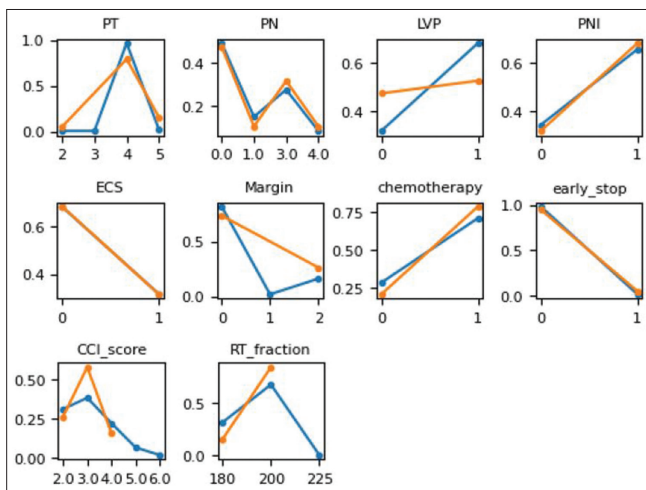 PT PN LVP PNI
1.0 0.5 0.0
0.4 0.2
0.6 0.4
0.6 0.4
2 3 4 5 0.0 1.0 3.0 4.0 0 1 0 1
ECS Margin chemotherapy early_stop
0.6 0.4
0.5 0.0
0.75 0.50 0.25
1.0 0.5 0.0
0 1 0 1 2 0 1 0 1
CCI_score RT_fraction
0.50 0.25 0.00
0.5 0.0
2.0 3.0 4.0 5.0 6.0 180 200 225